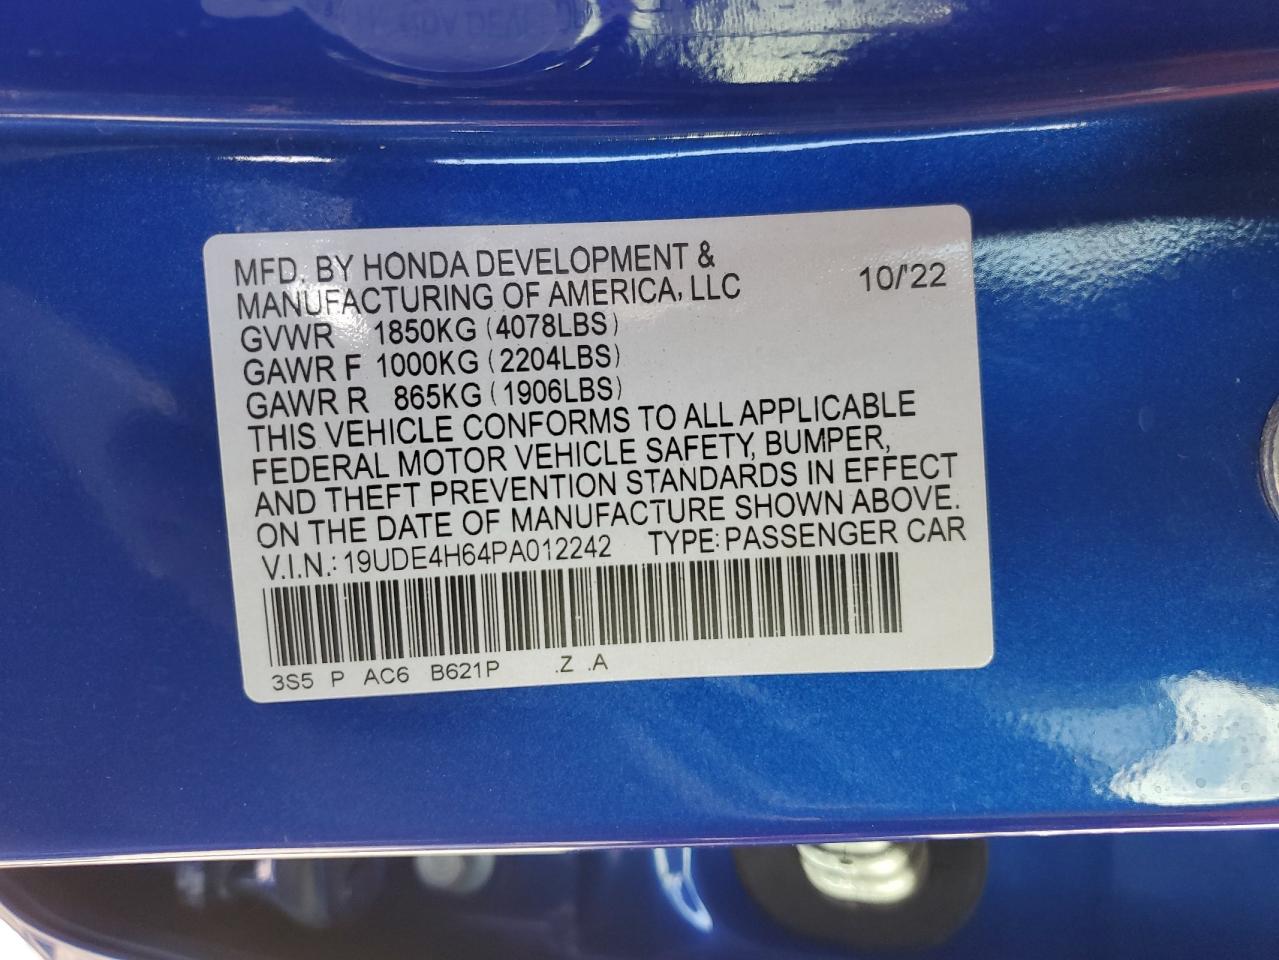 MFD. BY HONDA DEVELOPMENT &
MANUFACTURING OF AMERICA, LLC 10/'22
GVWR 1850KG (4078LBS)
GAWR F 1000KG (2204LBS)
GAWR R 865KG (1906LBS)
THIS VEHICLE CONFORMS TO ALL APPLICABLE
FEDERAL MOTOR VEHICLE SAFETY, BUMPER,
AND THEFT PREVENTION STANDARDS IN EFFECT
ON THE DATE OF MANUFACTURE SHOWN ABOVE.
V.I.N.: 19UDE4H64PA012242 TYPE: PASSENGER CAR
3S5 P AC6 B621P .Z .A